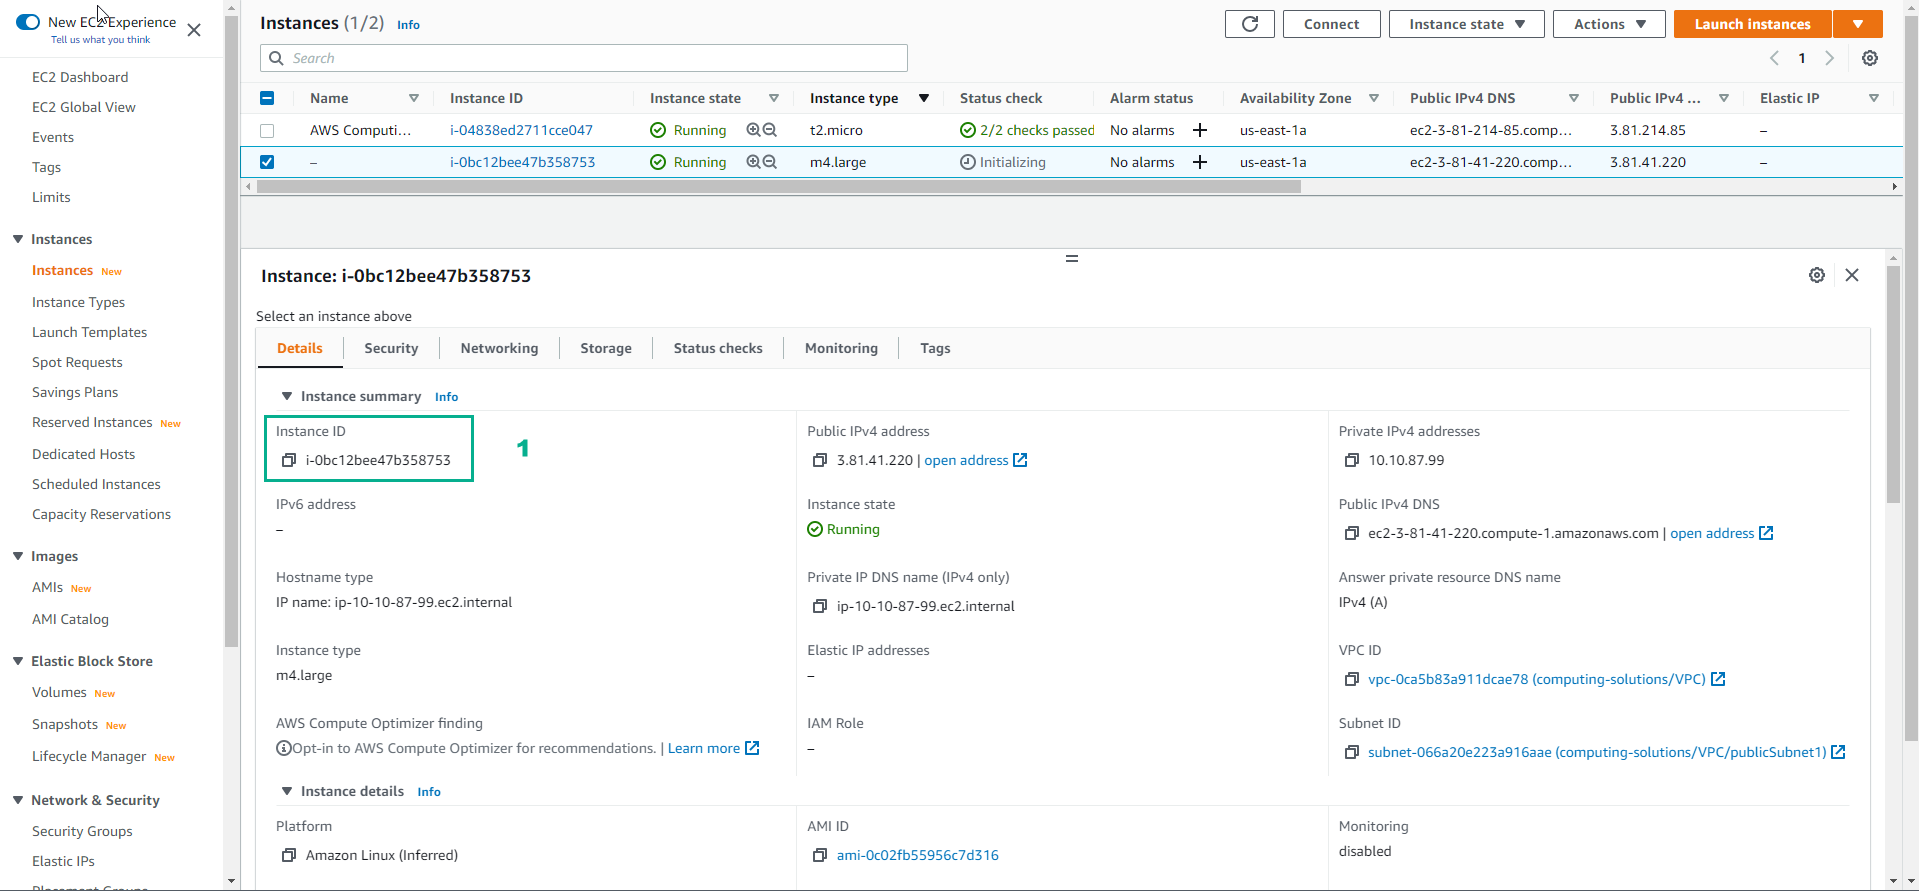 New EC2 Experience
Tell us what you think
EC2 Dashboard
EC2 Global View
Events
Tags
Limits
Instances
Instances New
Instance Types
Launch Templates
Spot Requests
Savings Plans
Reserved Instances New
Dedicated Hosts
Scheduled Instances
Capacity Reservations
Images
AMIs New
AMI Catalog
Elastic Block Store
Volumes New
Snapshots New
Lifecycle Manager New
Network & Security
Security Groups
Elastic IPs
Placement Groups
Instances (1/2) Info
Connect
Instance state
Actions
Launch instances
Search
1
Name Instance ID Instance state Instance type Status check Alarm status Availability Zone Public IPv4 DNS Public IPv4 ... Elastic IP
AWS Computi... i-04838ed2711cce047 Running t2.micro 2/2 checks passed No alarms + us-east-1a ec2-3-81-214-85.comp... 3.81.214.85 –
– i-0bc12bee47b358753 Running m4.large Initializing No alarms + us-east-1a ec2-3-81-41-220.comp... 3.81.41.220 –
Instance: i-0bc12bee47b358753
Select an instance above
Details Security Networking Storage Status checks Monitoring Tags
Instance summary Info
Instance ID
i-0bc12bee47b358753
1
Public IPv4 address
3.81.41.220 | open address
Private IPv4 addresses
10.10.87.99
IPv6 address
–
Instance state
Running
Public IPv4 DNS
ec2-3-81-41-220.compute-1.amazonaws.com | open address
Hostname type
IP name: ip-10-10-87-99.ec2.internal
Private IP DNS name (IPv4 only)
ip-10-10-87-99.ec2.internal
Answer private resource DNS name
IPv4 (A)
Instance type
m4.large
Elastic IP addresses
–
VPC ID
vpc-0ca5b83a911dcae78 (computing-solutions/VPC)
AWS Compute Optimizer finding
Opt-in to AWS Compute Optimizer for recommendations. | Learn more
IAM Role
–
Subnet ID
subnet-066a20e223a916aae (computing-solutions/VPC/publicSubnet1)
Instance details Info
Platform
Amazon Linux (Inferred)
AMI ID
ami-0c02fb55956c7d316
Monitoring
disabled